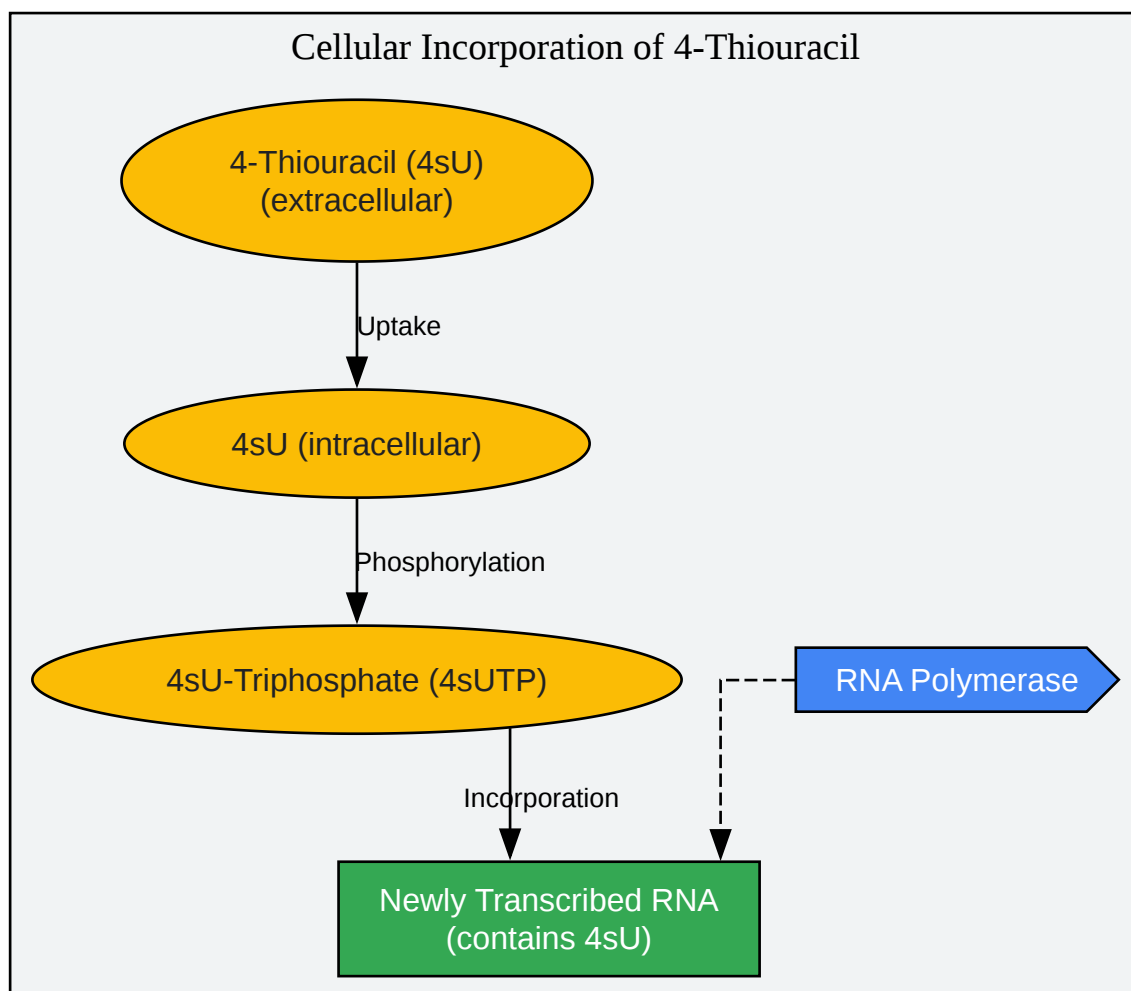 Cellular Incorporation of 4-Thiouracil
4-Thiouracil (4sU)
(extracellular)
Uptake
4sU (intracellular)
Phosphorylation
4sU-Triphosphate (4sUTP)
RNA Polymerase
Incorporation
Newly Transcribed RNA
(contains 4sU)